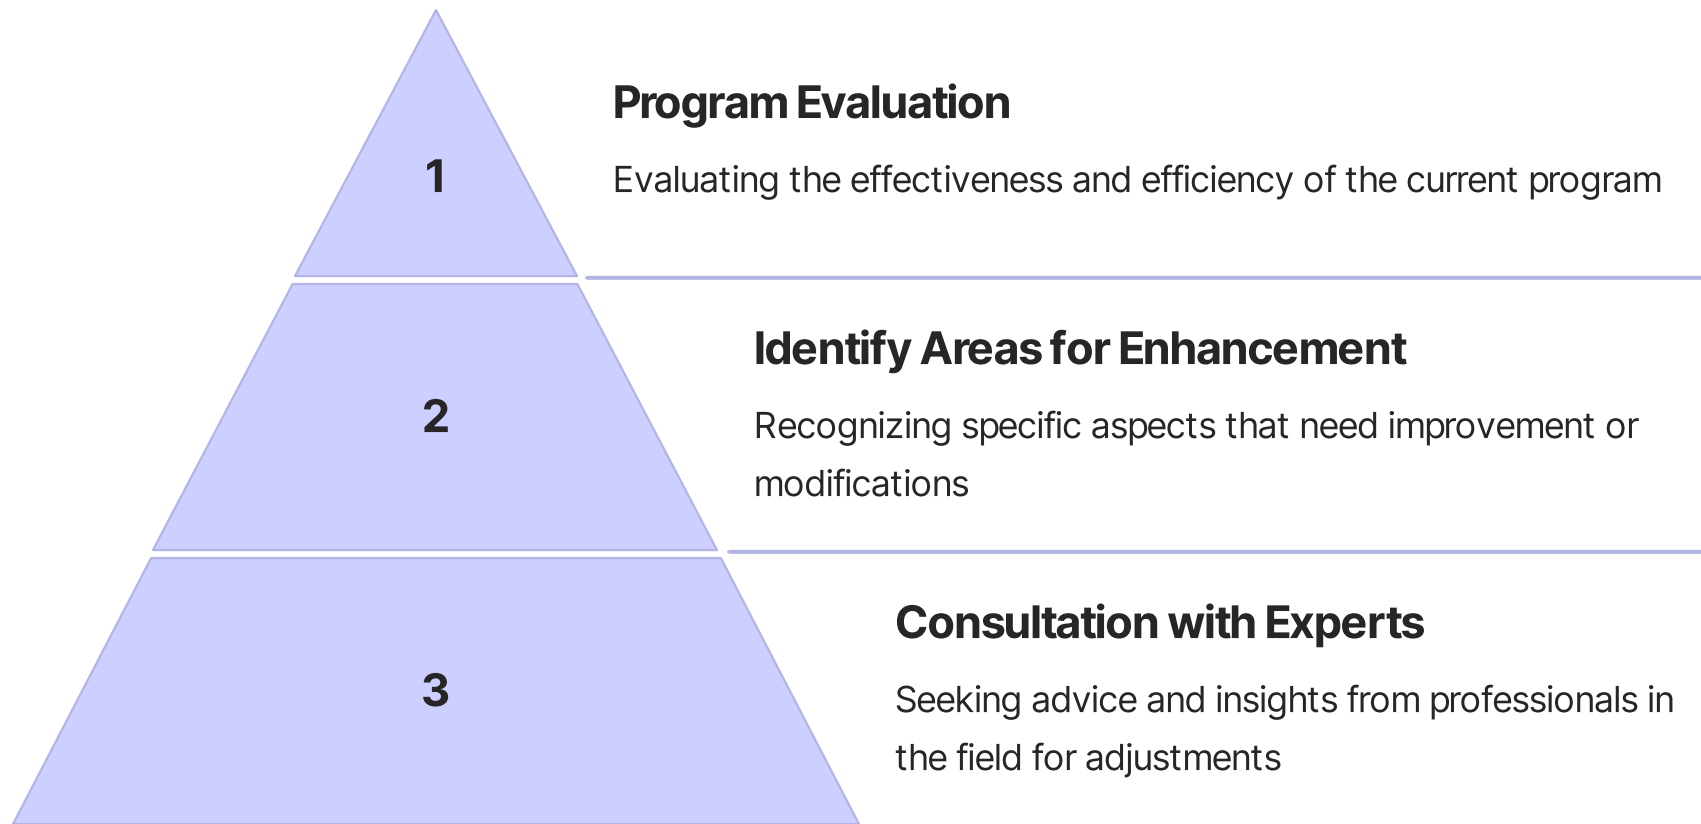 1
Program Evaluation
Evaluating the effectiveness and efficiency of the current program
2
Identify Areas for Enhancement
Recognizing specific aspects that need improvement or
modifications
3
Consultation with Experts
Seeking advice and insights from professionals in
the field for adjustments